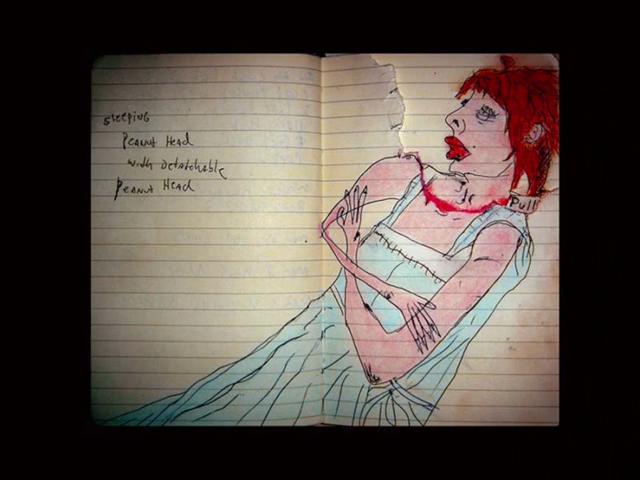 Sleeping
Peanut Head
with Detatchable
Peanut Head
Pull